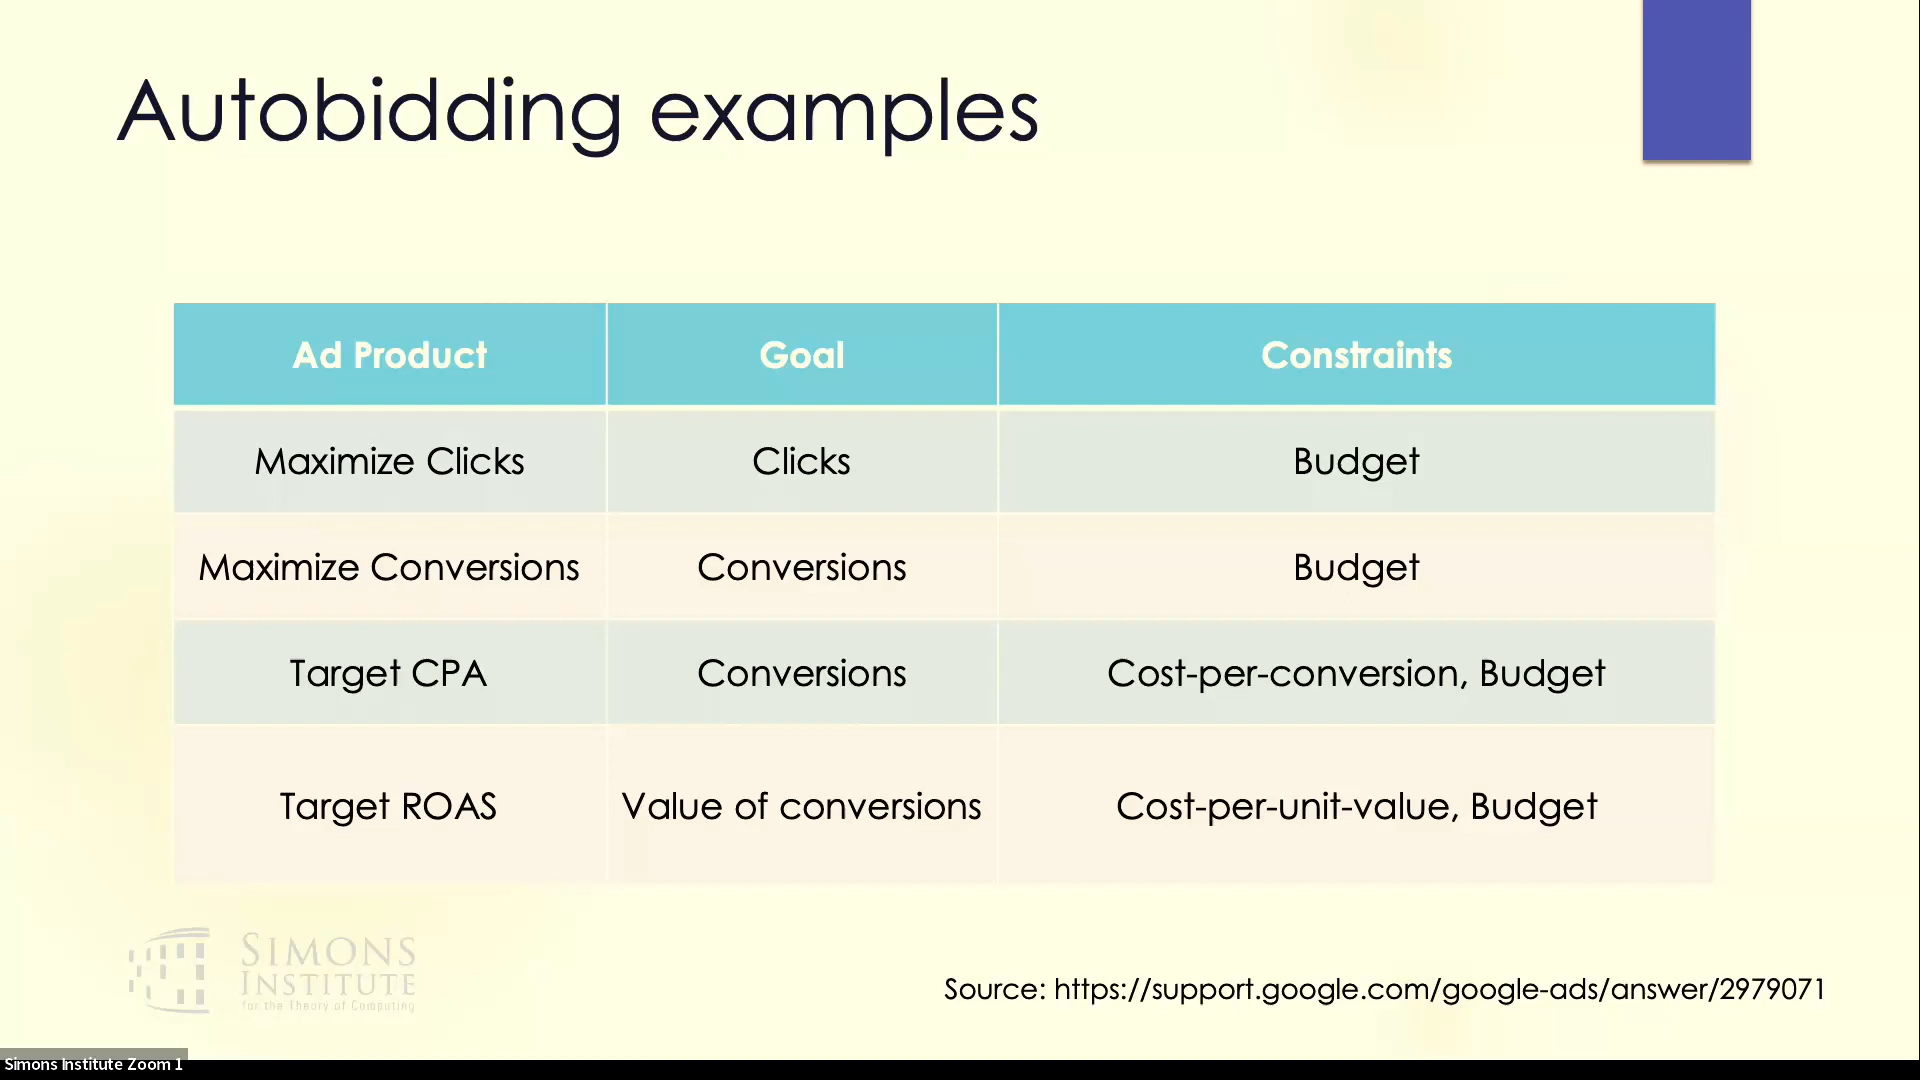 Autobidding examples
Ad Product Goal Constraints
Maximize Clicks Clicks Budget
Maximize Conversions Conversions Budget
Target CPA Conversions Cost-per-conversion, Budget
Target ROAS Value of conversions Cost-per-unit-value, Budget
SIMONS
INSTITUTE
for the Theory of Computing
Source: https://support.google.com/google-ads/answer/2979071
Simons Institute Zoom 1